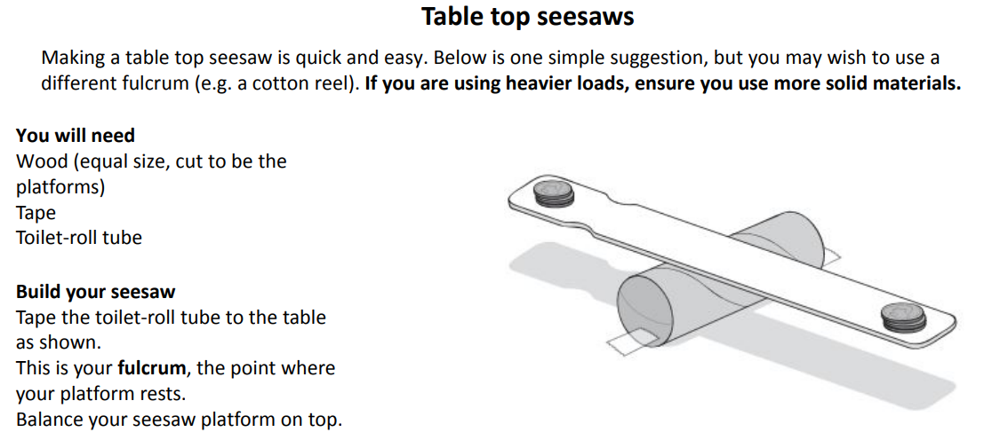 Table top seesaws
Making a table top seesaw is quick and easy. Below is one simple suggestion, but you may wish to use a
different fulcrum (e.g. a cotton reel). If you are using heavier loads, ensure you use more solid materials.
You will need
Wood (equal size, cut to be the
platforms)
Tape
Toilet-roll tube
Build your seesaw
Tape the toilet-roll tube to the table
as shown.
This is your fulcrum, the point where
your platform rests.
Balance your seesaw platform on top.